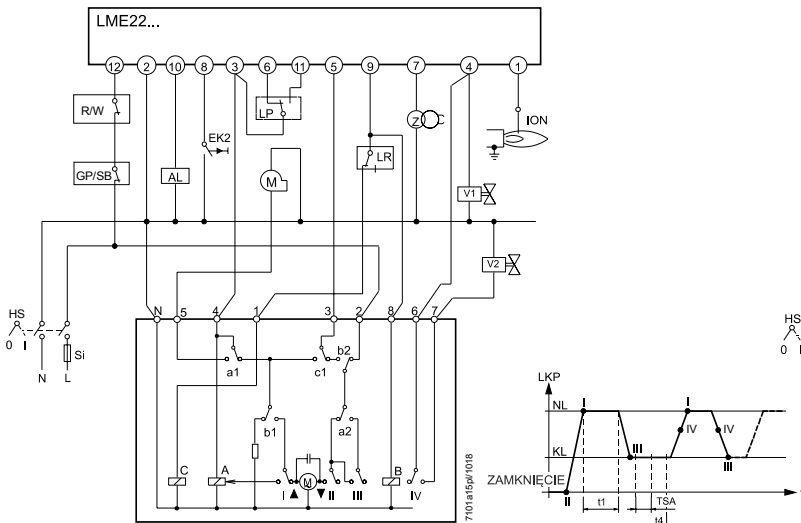 LME22...
12 2 10 8 3 6 11 5 9 7 4 1
R/W
LP
Z
ION
EK2
GP/SB
AL
M
LR
V1
V2
HS
0 I
Si
N L
N 5 4 1 3 2 8 6 7
a1
c1
b2
b1
a2
C
A
I
M
II
III
B
IV
7101a15pl/1018
HS
0 I
LKP
NL
KL
ZAMKNIĘCIE
I
I
IV
IV
III
III
II
t1
TSA
t4